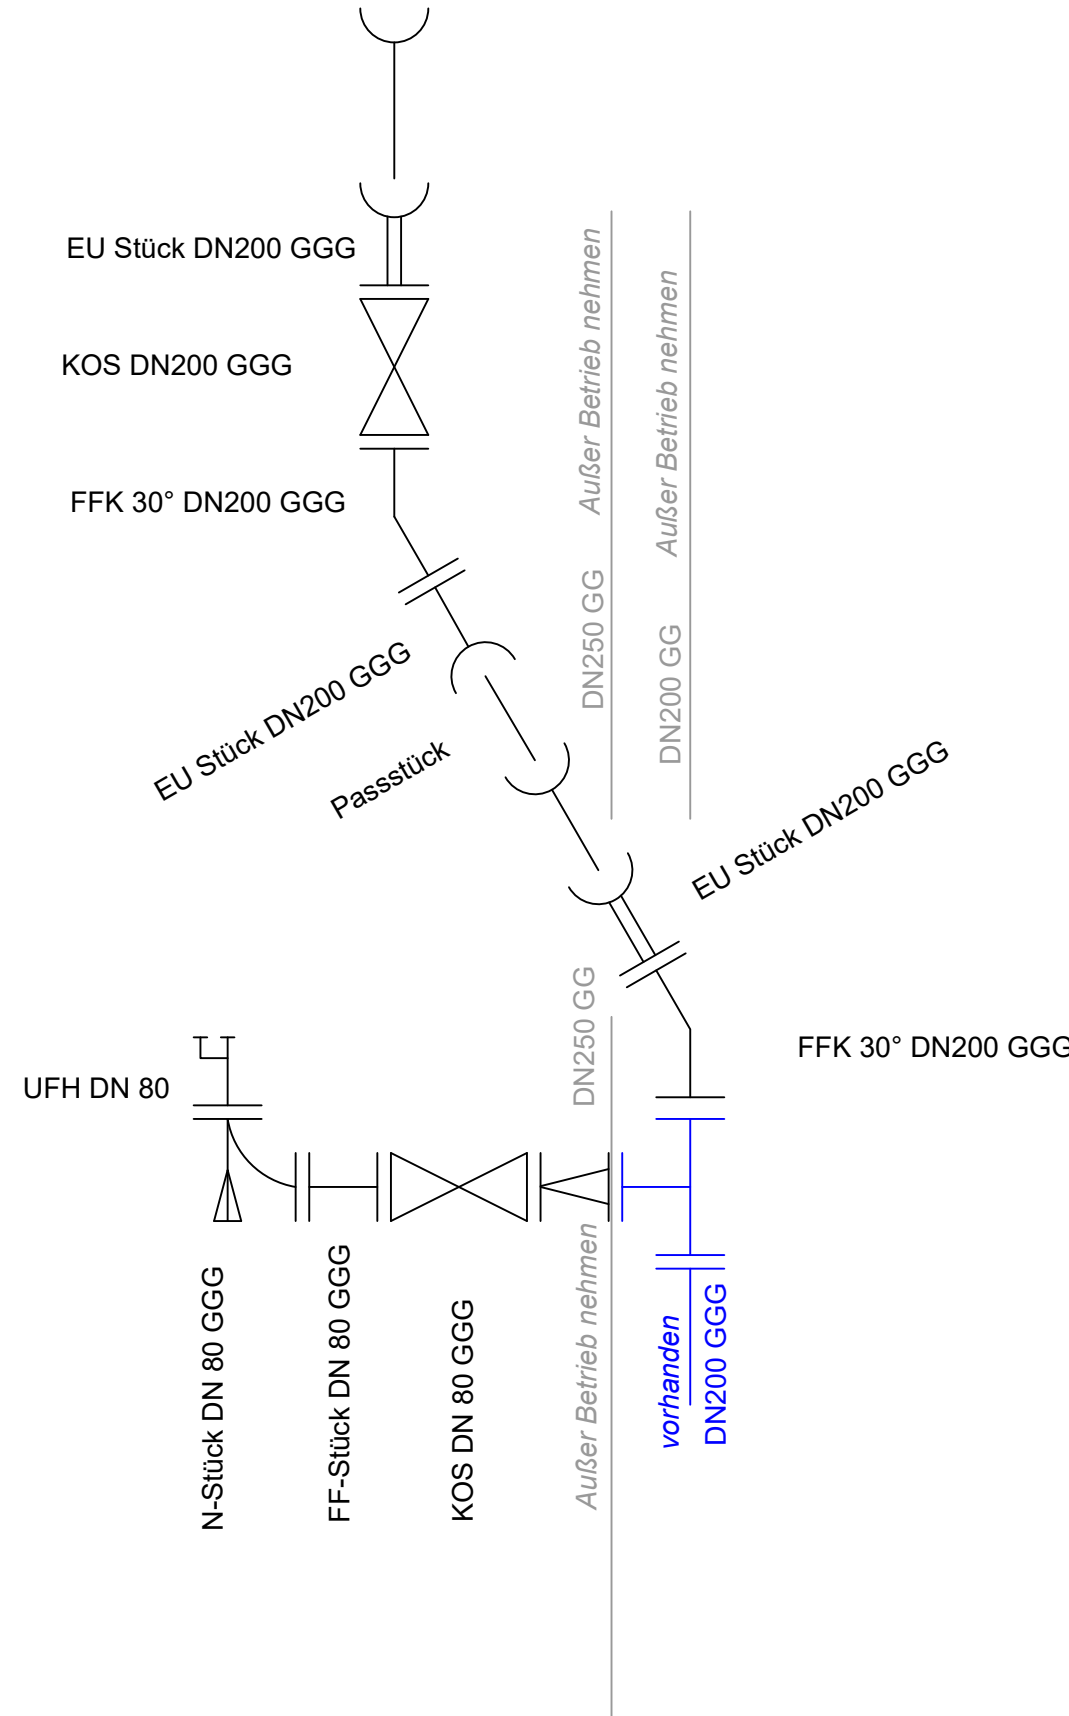 EU Stück DN200 GGG
KOS DN200 GGG
FFK 30° DN200 GGG
Außer Betrieb nehmen
Außer Betrieb nehmen
DN250 GG
DN200 GG
EU Stück DN200 GGG
Passstück
EU Stück DN200 GGG
DN250 GG
FFK 30° DN200 GGG
UFH DN 80
N-Stück DN 80 GGG
FF-Stück DN 80 GGG
KOS DN 80 GGG
Außer Betrieb nehmen
vorhanden
DN200 GGG